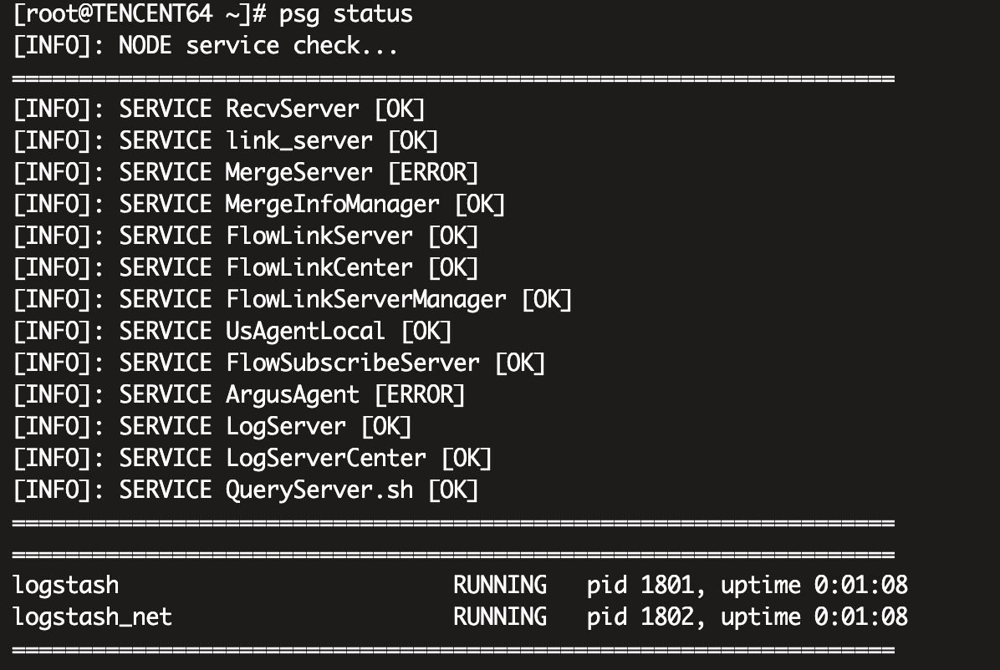 [root@TENCENT64 ~]# psg status
[INFO]: NODE service check...
==================================================================
[INFO]: SERVICE RecvServer [OK]
[INFO]: SERVICE link_server [OK]
[INFO]: SERVICE MergeServer [ERROR]
[INFO]: SERVICE MergeInfoManager [OK]
[INFO]: SERVICE FlowLinkServer [OK]
[INFO]: SERVICE FlowLinkCenter [OK]
[INFO]: SERVICE FlowLinkServerManager [OK]
[INFO]: SERVICE UsAgentLocal [OK]
[INFO]: SERVICE FlowSubscribeServer [OK]
[INFO]: SERVICE ArgusAgent [ERROR]
[INFO]: SERVICE LogServer [OK]
[INFO]: SERVICE LogServerCenter [OK]
[INFO]: SERVICE QueryServer.sh [OK]
==================================================================
==================================================================
logstash                         RUNNING   pid 1801, uptime 0:01:08
logstash_net                     RUNNING   pid 1802, uptime 0:01:08
==================================================================